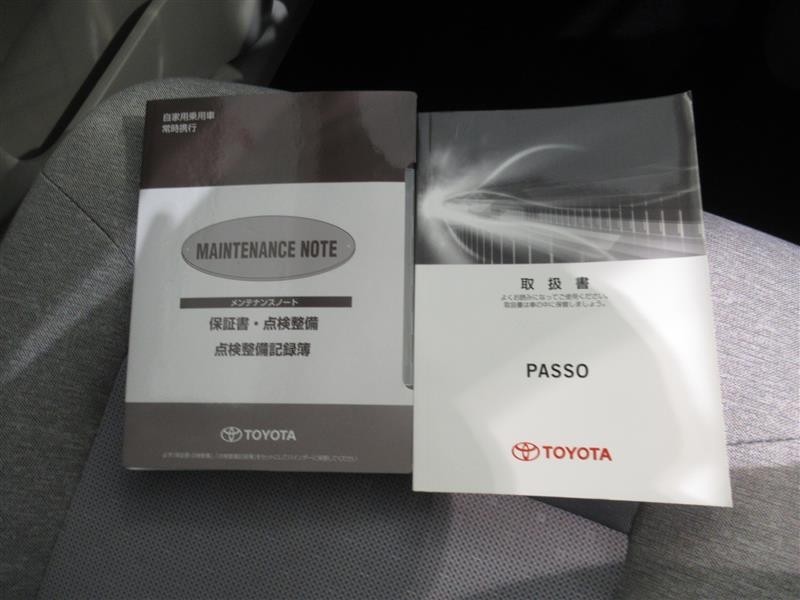 自家用乗用車
常時携行
MAINTENANCE NOTE
メンテナンスノート
保証書・点検整備
点検整備記録簿
TOYOTA
取扱書
よくお読みになってご使用ください。
取扱書は車の中に保管しましょう。
PASSO
TOYOTA